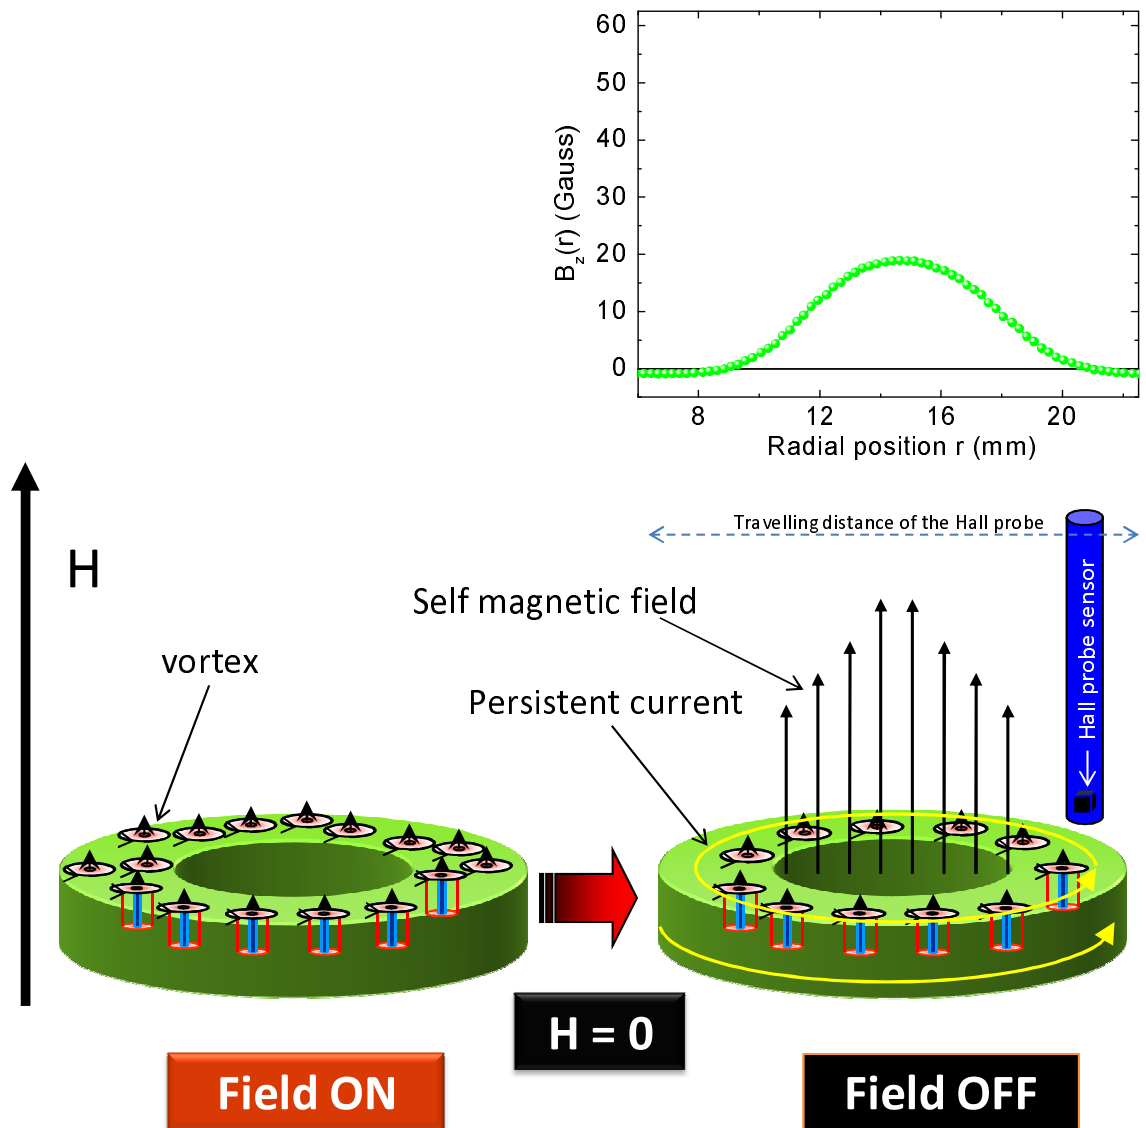 60
50
40
30
20
10
0
B_z(r) (Gauss)
8 12 16 20
Radial position r (mm)
H
Travelling distance of the Hall probe
Self magnetic field
Hall probe sensor
vortex
Persistent current
H = 0
Field ON
Field OFF